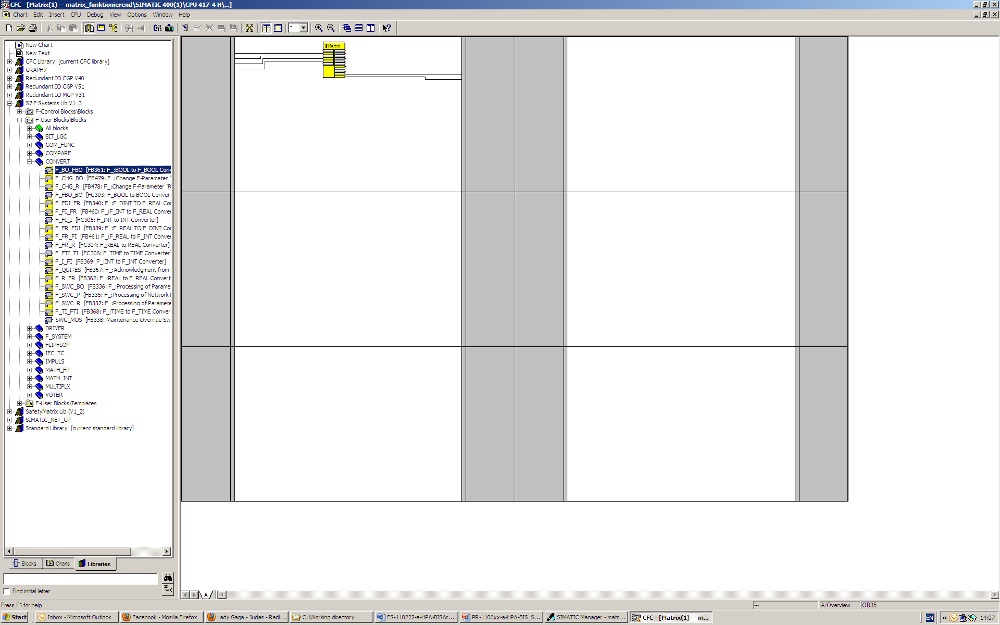 CFC - [Matrix(1) -- matrix_funktionierend\SIMATIC 400(1)\CPU 417-4 H\...]
Chart Edit Insert CPU Debug View Options Window Help
New Chart
New Text
CFC Library [current CFC library]
GRAPH7
Redundant IO CGP V40
Redundant IO CGP V51
Redundant IO MGP V31
S7 F Systems Lib V1_3
F-Control Blocks\Blocks
F-User Blocks\Blocks
All blocks
BIT_LGC
COM_FUNC
COMPARE
CONVERT
F_BO_FBO [FB361: F_:BOOL to F_BOOL Conv
F_CHG_BO [FB479: F_:Change F-Parameter "
F_CHG_R [FB478: F_:Change F-Parameter "R
F_FBO_BO [FC303: F_BOOL to BOOL Conver
F_FDI_FR [FB340: F_:F_DINT TO F_REAL Co
F_FI_FR [FB460: F_:F_INT to F_REAL Conver
F_FI_I [FC305: F_INT to INT Converter]
F_FR_FDI [FB339: F_:F_REAL TO F_DINT Co
F_FR_FI [FB461: F_:F_REAL to F_INT Conve
F_FR_R [FC304: F_REAL to REAL Converter]
F_FTI_TI [FC306: F_TIME to TIME Converter]
F_I_FI [FB369: F_:INT to F_INT Converter]
F_QUITES [FB367: F_:Acknowledgment from
F_R_FR [FB362: F_:REAL to F_REAL Convert
F_SWC_BO [FB336: F_:Processing of Parame
F_SWC_P [FB335: F_:Processing of Network
F_SWC_R [FB337: F_:Processing of Paramete
F_TI_FTI [FB368: F_:TIME to F_TIME Conver
SWC_MOS [FB338: Maintenance Override Sw
DRIVER
F_SYSTEM
FLIPFLOP
IEC_TC
IMPULS
MATH_FP
MATH_INT
MULTIPLX
VOTER
F-User Blocks\Templates
SafetyMatrix Lib (V1_2)
SIMATIC_NET_CP
Standard Library [current standard library]
@Matr
Blocks Charts Libraries
Find initial letter
A
Press F1 for help.
--- A/Overview OB35
Start Inbox - Microsoft Outlook Facebook - Mozilla Firefox Lady Gaga - Judas - Radi... C:\Working directory ES-110222-a-HPA-BISAr... PR-1106xx-a-HPA-BIS_S... SIMATIC Manager - matr... CFC - [Matrix(1) -- m... EN « 14:07